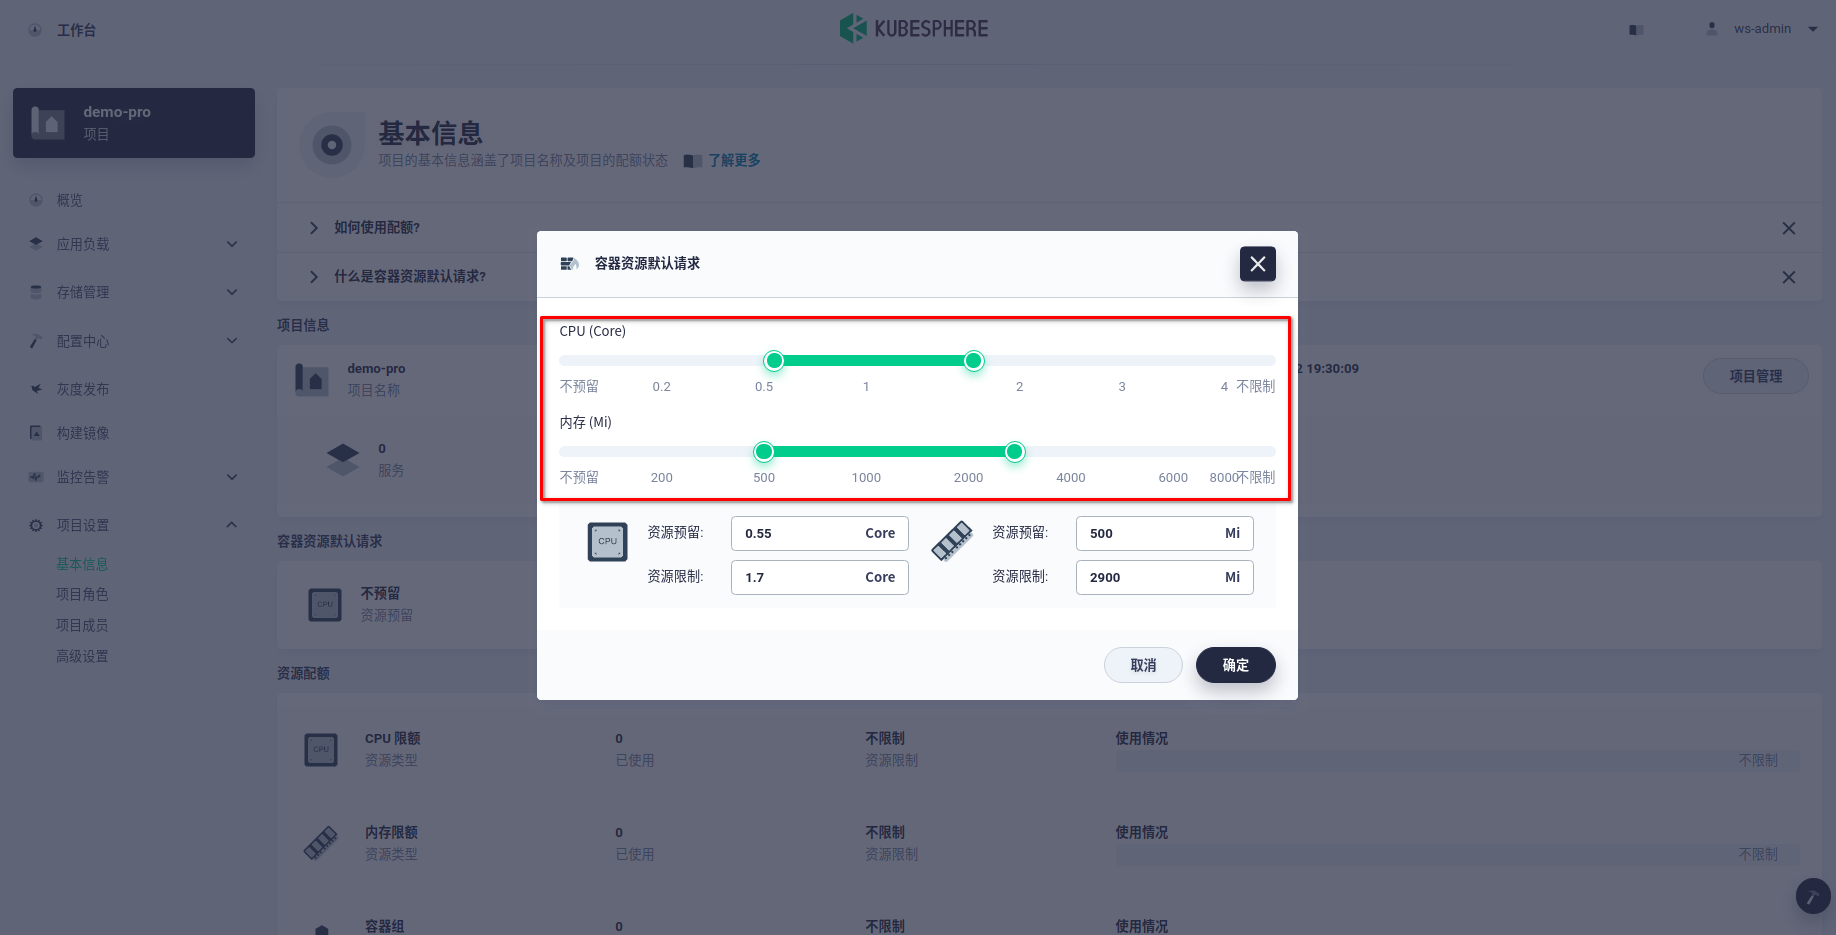 工作台
KUBESPHERE
ws-admin
demo-pro
项目
概览
应用负载
存储管理
配置中心
灰度发布
构建镜像
监控告警
项目设置
基本信息
项目角色
项目成员
高级设置
基本信息
项目的基本信息涵盖了项目名称及项目的配额状态 了解更多
如何使用配额?
什么是容器资源默认请求?
项目信息
demo-pro
项目名称
2 19:30:09
项目管理
0
服务
容器资源默认请求
CPU
不预留
资源预留
资源配额
CPU
CPU 限额
资源类型
0
已使用
不限制
资源限制
使用情况
不限制
内存限额
资源类型
0
已使用
不限制
资源限制
使用情况
不限制
容器组
0
不限制
使用情况
容器资源默认请求
CPU (Core)
不预留 0.2 0.5 1 2 3 4 不限制
内存 (Mi)
不预留 200 500 1000 2000 4000 6000 8000 不限制
CPU
资源预留: 0.55 Core
资源限制: 1.7 Core
资源预留: 500 Mi
资源限制: 2900 Mi
取消 确定